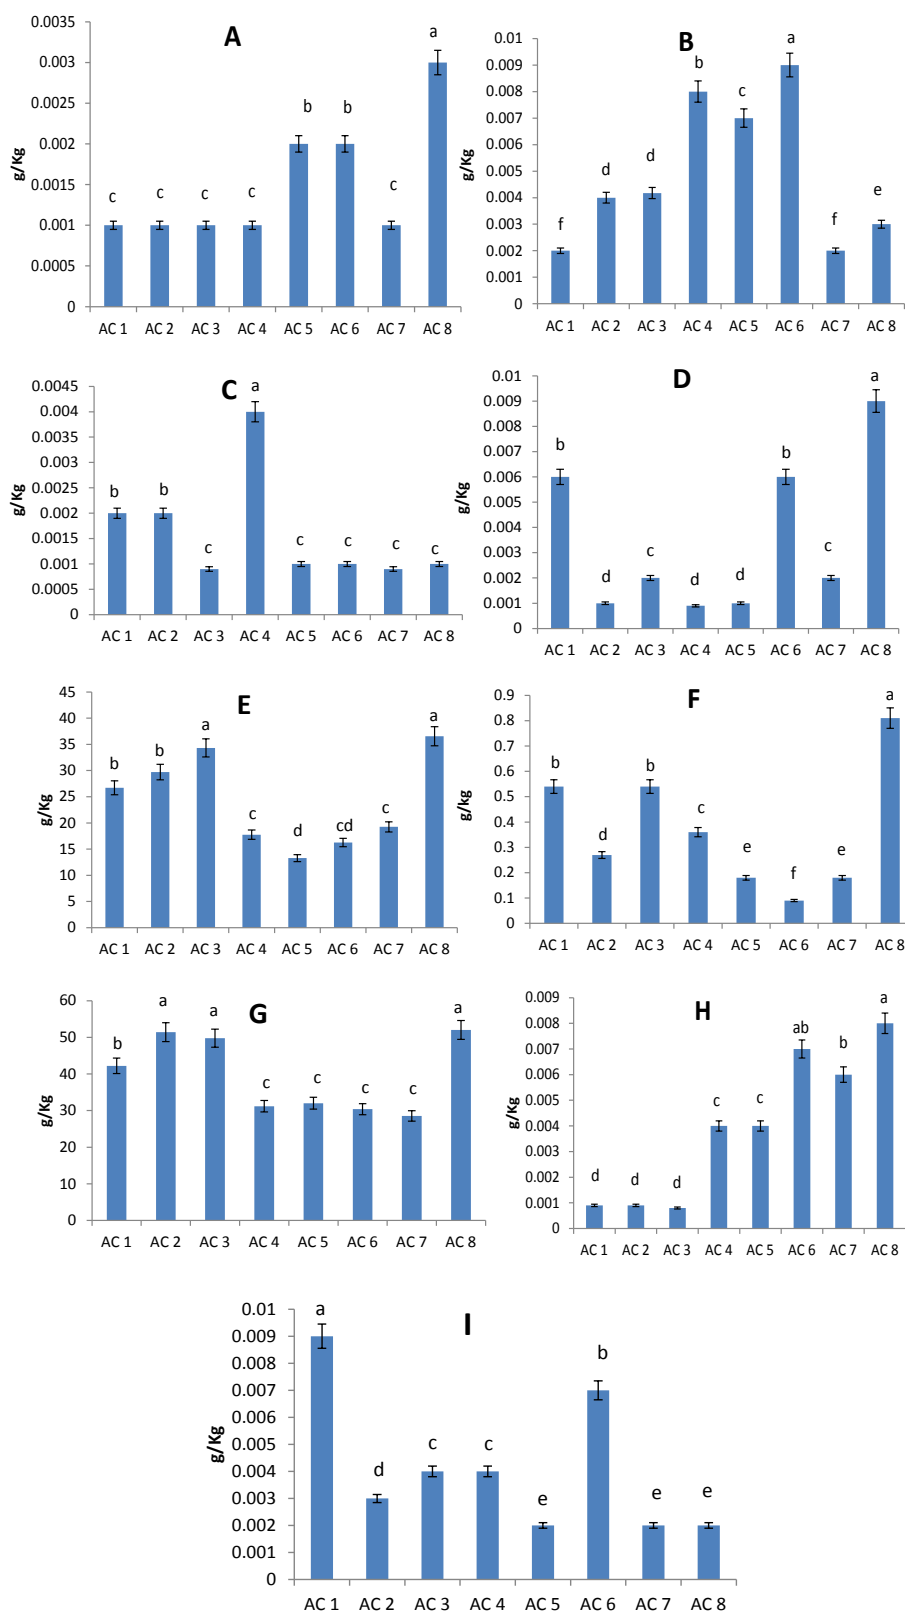 A
g/Kg
0.0035
0.003
0.0025
0.002
0.0015
0.001
0.0005
0
c c c c b b c a
AC 1 AC 2 AC 3 AC 4 AC 5 AC 6 AC 7 AC 8
B
g/Kg
0.01
0.009
0.008
0.007
0.006
0.005
0.004
0.003
0.002
0.001
0
f d d b c a f e
AC 1 AC 2 AC 3 AC 4 AC 5 AC 6 AC 7 AC 8
C
g/Kg
0.0045
0.004
0.0035
0.003
0.0025
0.002
0.0015
0.001
0.0005
0
b b c a c c c c
AC 1 AC 2 AC 3 AC 4 AC 5 AC 6 AC 7 AC 8
D
g/Kg
0.01
0.009
0.008
0.007
0.006
0.005
0.004
0.003
0.002
0.001
0
b d c d d b c a
AC 1 AC 2 AC 3 AC 4 AC 5 AC 6 AC 7 AC 8
E
g/Kg
45
40
35
30
25
20
15
10
5
0
b b a c d cd c a
AC 1 AC 2 AC 3 AC 4 AC 5 AC 6 AC 7 AC 8
F
g/kg
0.9
0.8
0.7
0.6
0.5
0.4
0.3
0.2
0.1
0
b d b c e f e a
AC 1 AC 2 AC 3 AC 4 AC 5 AC 6 AC 7 AC 8
G
g/Kg
60
50
40
30
20
10
0
b a a c c c c a
AC 1 AC 2 AC 3 AC 4 AC 5 AC 6 AC 7 AC 8
H
g/Kg
0.009
0.008
0.007
0.006
0.005
0.004
0.003
0.002
0.001
0
d d d c c ab b a
AC 1 AC 2 AC 3 AC 4 AC 5 AC 6 AC 7 AC 8
I
g/Kg
0.01
0.009
0.008
0.007
0.006
0.005
0.004
0.003
0.002
0.001
0
a d c c e b e e
AC 1 AC 2 AC 3 AC 4 AC 5 AC 6 AC 7 AC 8